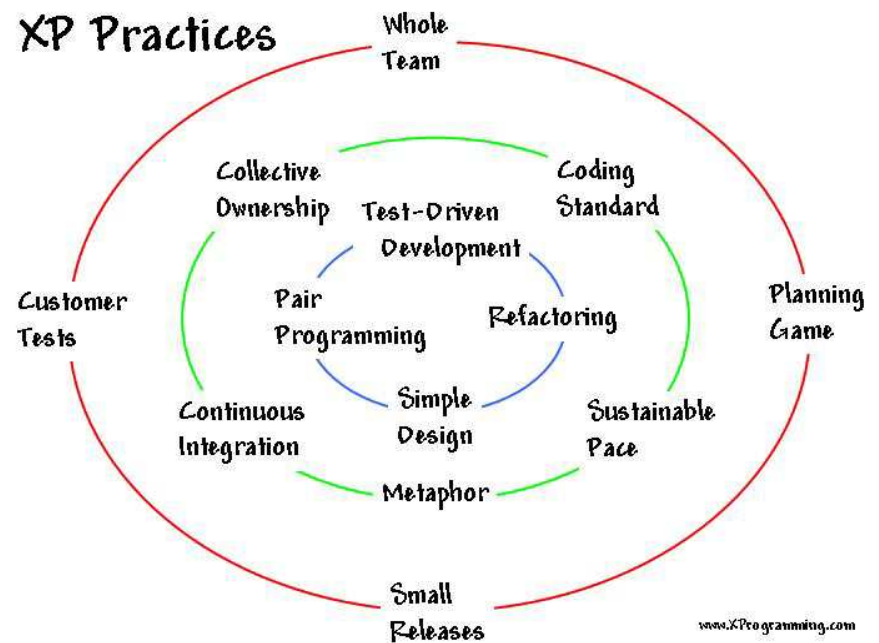 XP Practices
Whole
Team
Collective
Ownership
Coding
Standard
Test-Driven
Development
Customer
Tests
Pair
Programming
Refactoring
Planning
Game
Continuous
Integration
Simple
Design
Sustainable
Pace
Metaphor
Small
Releases
www.XProgramming.com